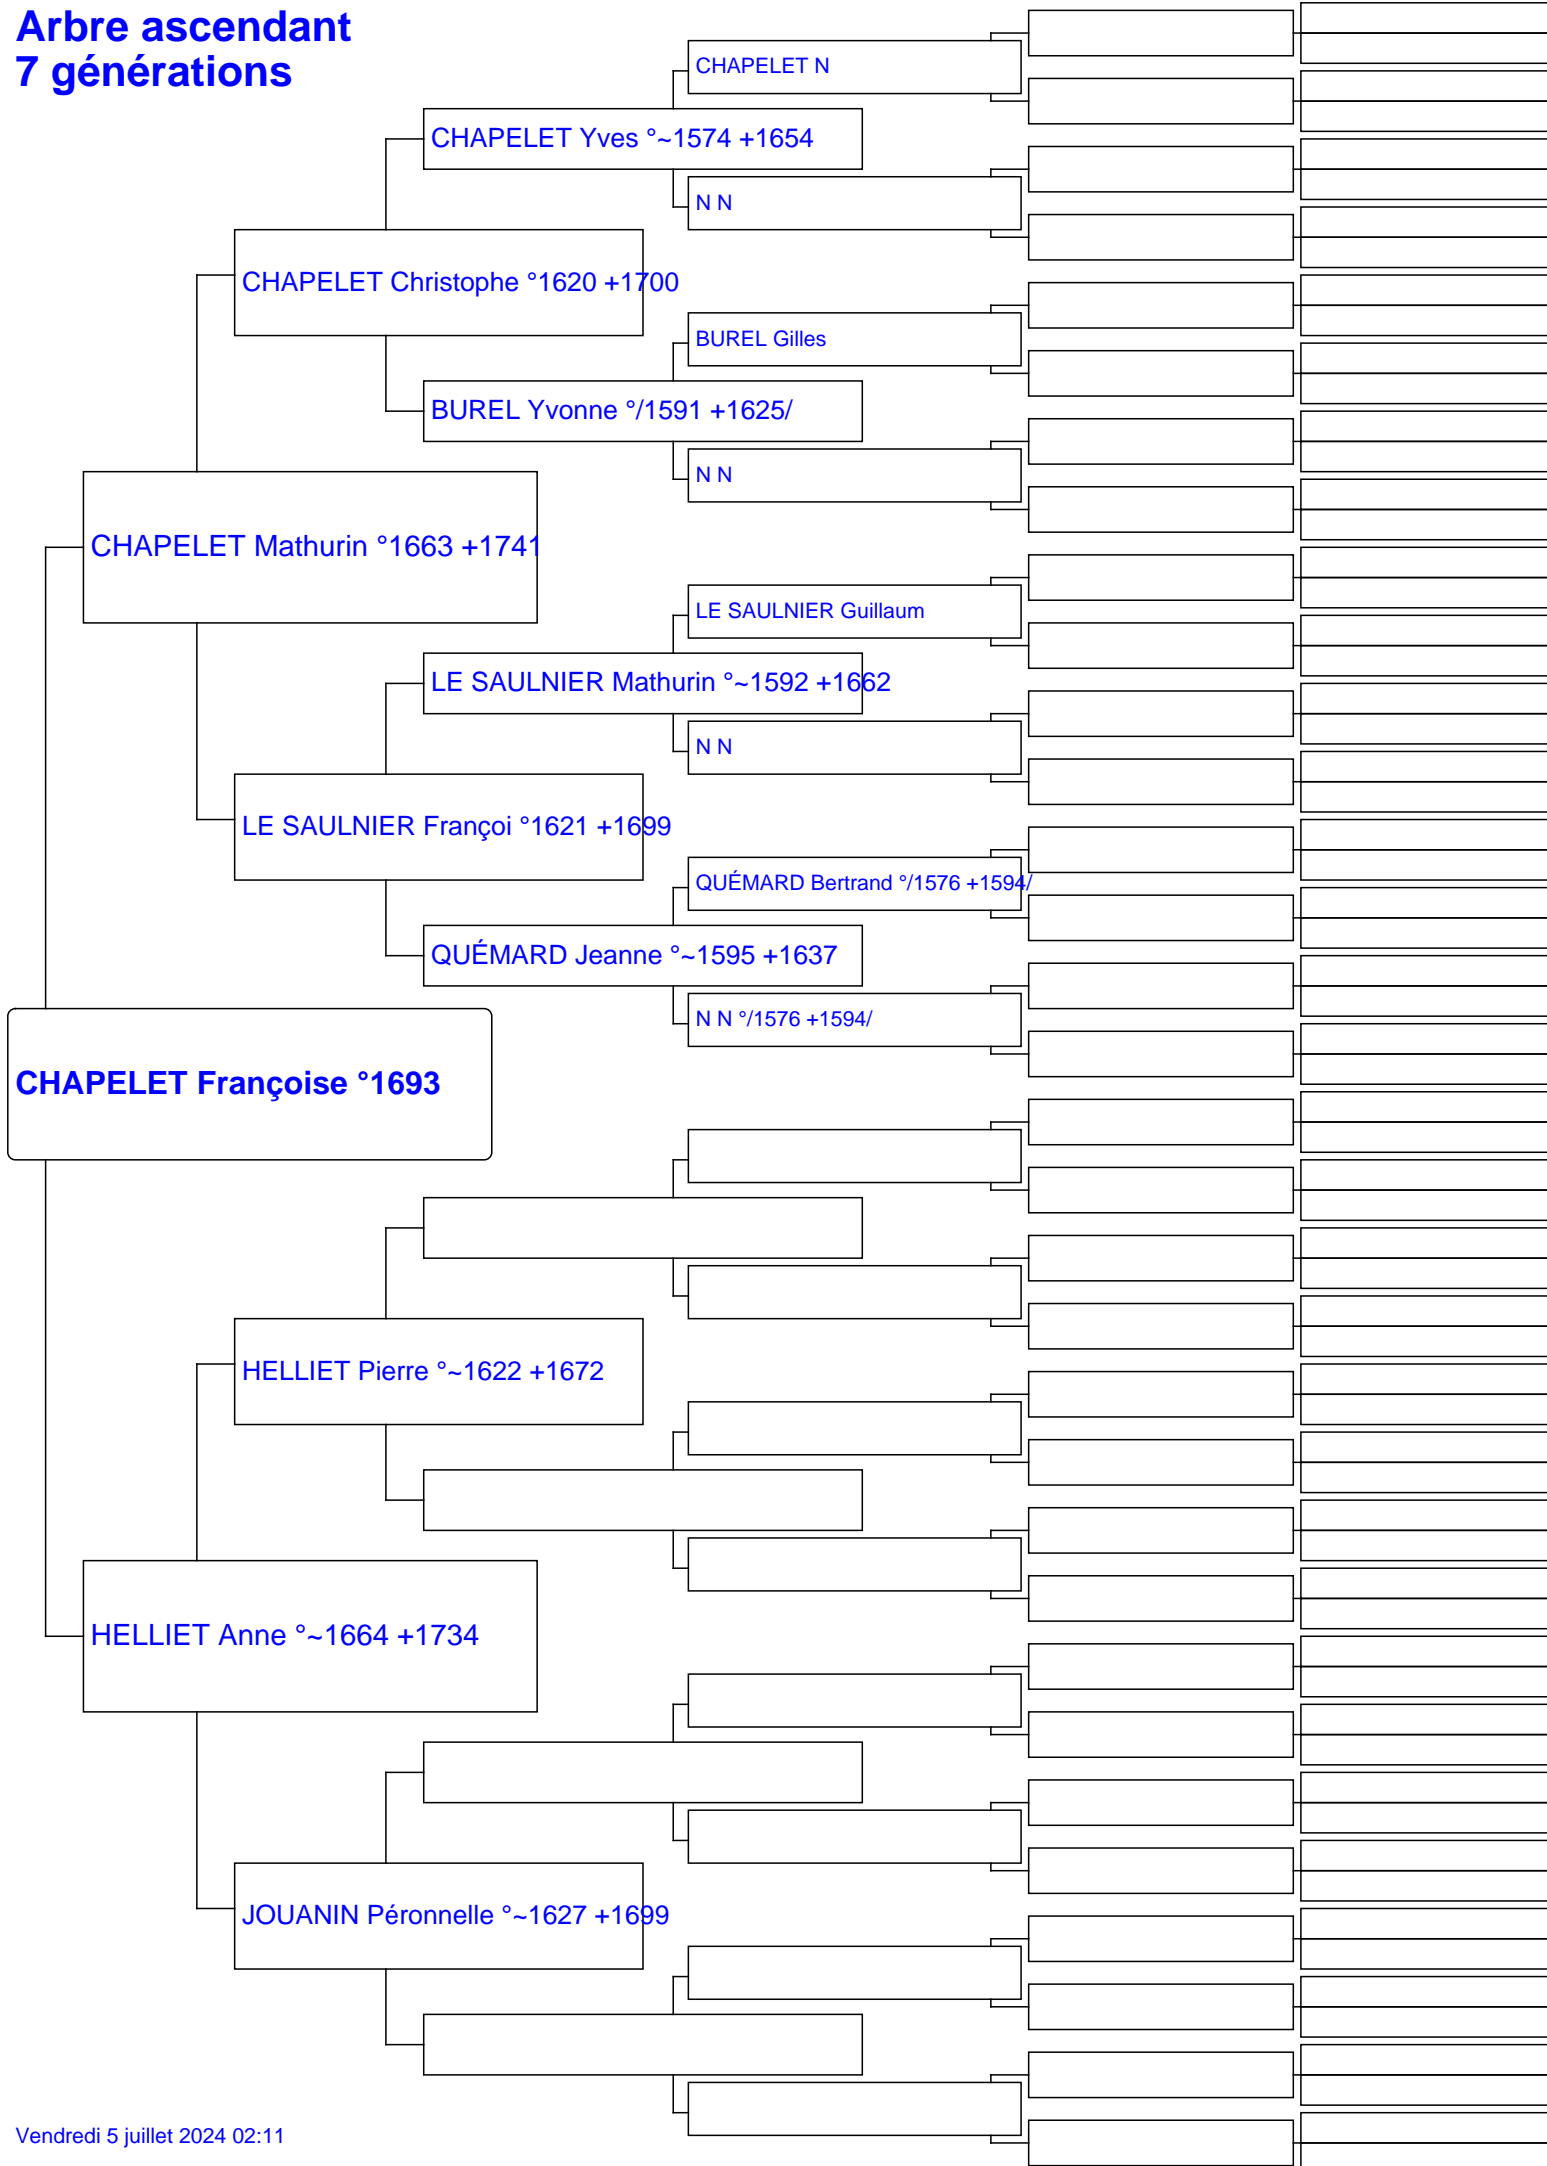 Arbre ascendant
7 générations
CHAPELET N
CHAPELET Yves °~1574 +1654
N N
CHAPELET Christophe °1620 +1700
BUREL Gilles
BUREL Yvonne °/1591 +1625/
N N
CHAPELET Mathurin °1663 +1741
LE SAULNIER Guillaum
LE SAULNIER Mathurin °~1592 +1662
N N
LE SAULNIER Françoi °1621 +1699
QUÉMARD Bertrand °/1576 +1594/
QUÉMARD Jeanne °~1595 +1637
N N °/1576 +1594/
CHAPELET Françoise °1693
HELLIET Pierre °~1622 +1672
HELLIET Anne °~1664 +1734
JOUANIN Péronnelle °~1627 +1699
Vendredi 5 juillet 2024 02:11